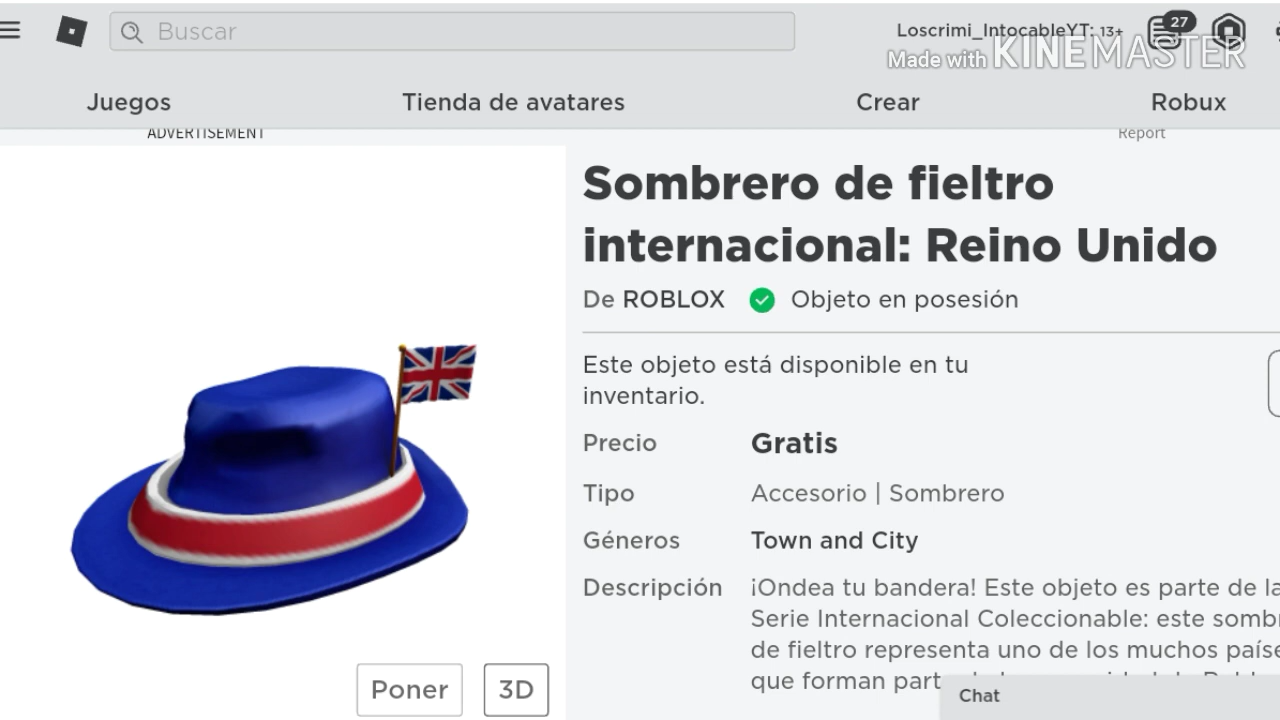 Buscar
Loscrimi_IntocableYT: 13+
27
Made with KINEMASTER
Juegos
Tienda de avatares
Crear
Robux
ADVERTISEMENT
Report
Sombrero de fieltro
internacional: Reino Unido
De ROBLOX
Objeto en posesión
Este objeto está disponible en tu
inventario.
Precio
Gratis
Tipo
Accesorio | Sombrero
Géneros
Town and City
Descripción
¡Ondea tu bandera! Este objeto es parte de la
Serie Internacional Coleccionable: este somb
de fieltro representa uno de los muchos paíse
que forman part
Poner
3D
Chat